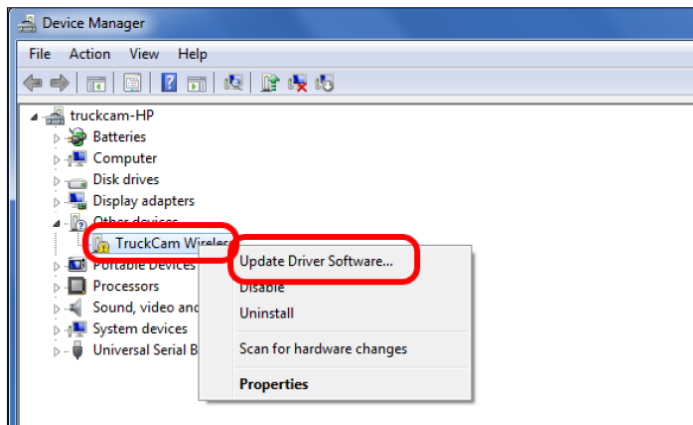 Device Manager
File Action View Help
truckcam-HP
Batteries
Computer
Disk drives
Display adapters
Other devices
TruckCam Wireless
Update Driver Software...
Portable Devices
Disable
Processors
Uninstall
Sound, video and
System devices
Scan for hardware changes
Universal Serial B
Properties